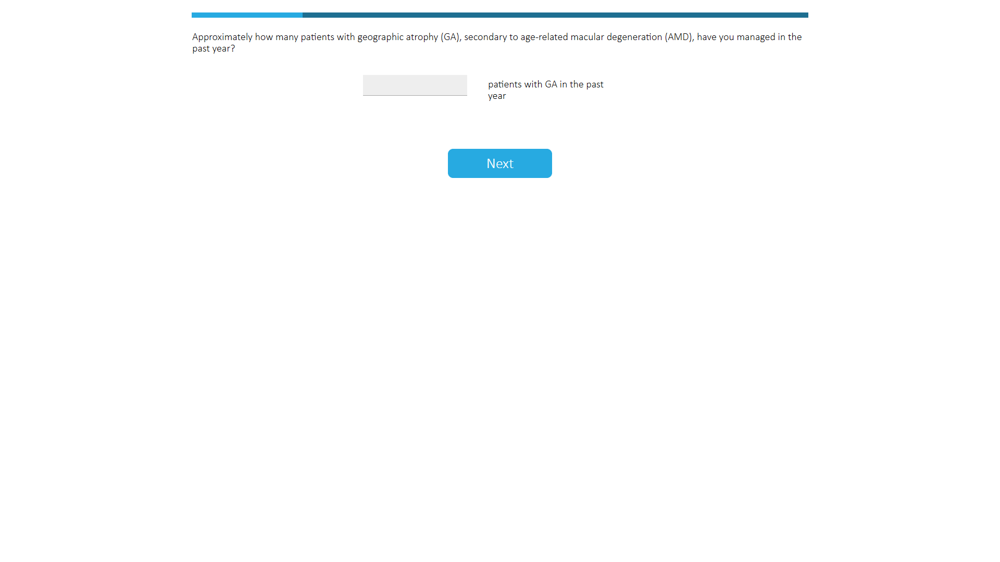 Approximately how many patients with geographic atrophy (GA), secondary to age-related macular degeneration (AMD), have you managed in the
past year?
patients with GA in the past
year
Next